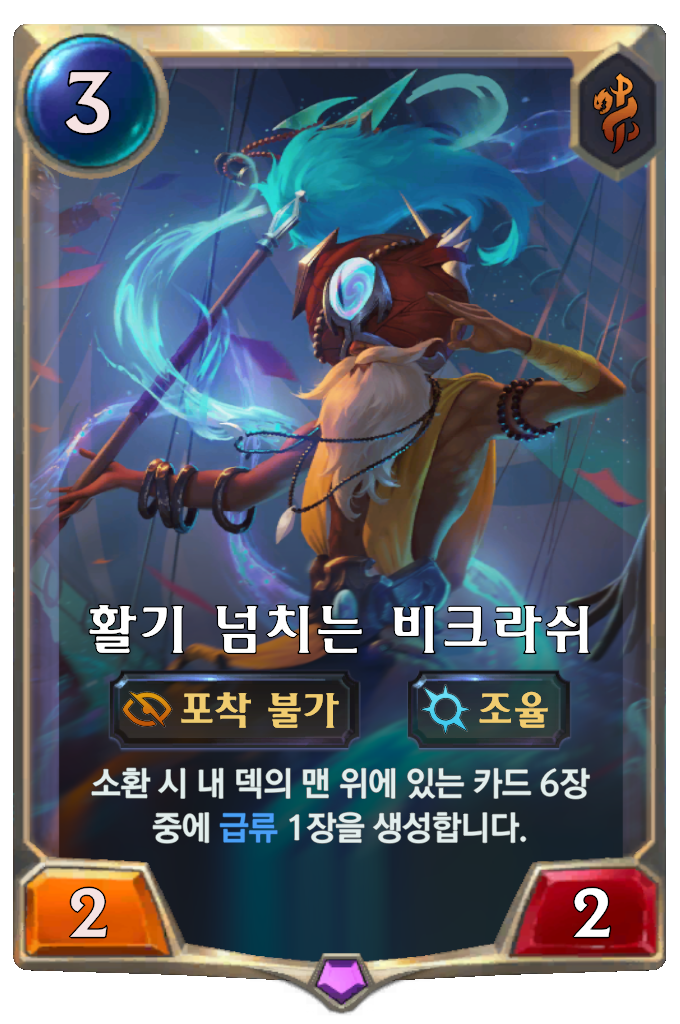 3
활기 넘치는 비크라쉬
포착 불가 조율
소환 시 내 덱의 맨 위에 있는 카드 6장
중에 급류 1장을 생성합니다.
2 2